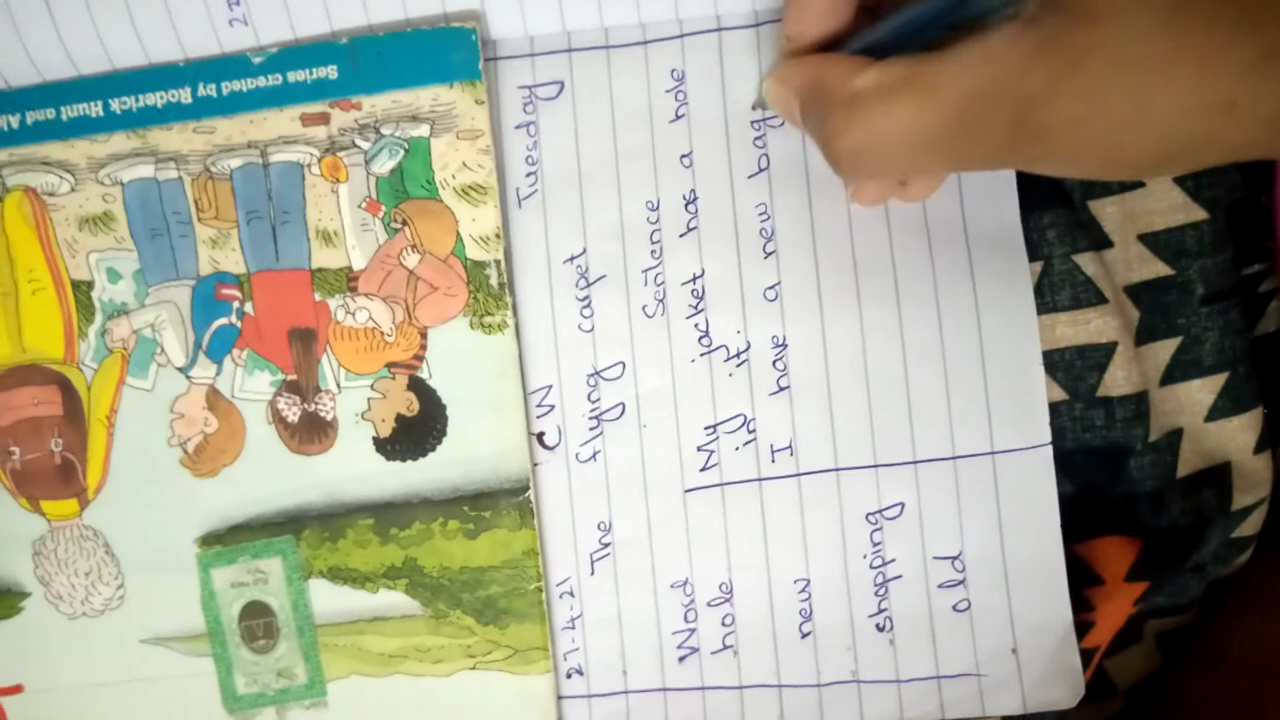 Series created by Roderick Hunt and Al
27-4-21 CW Tuesday
The flying carpet
Word Sentence
hole My jacket has a hole
in it.
new I have a new bag.
shopping
old